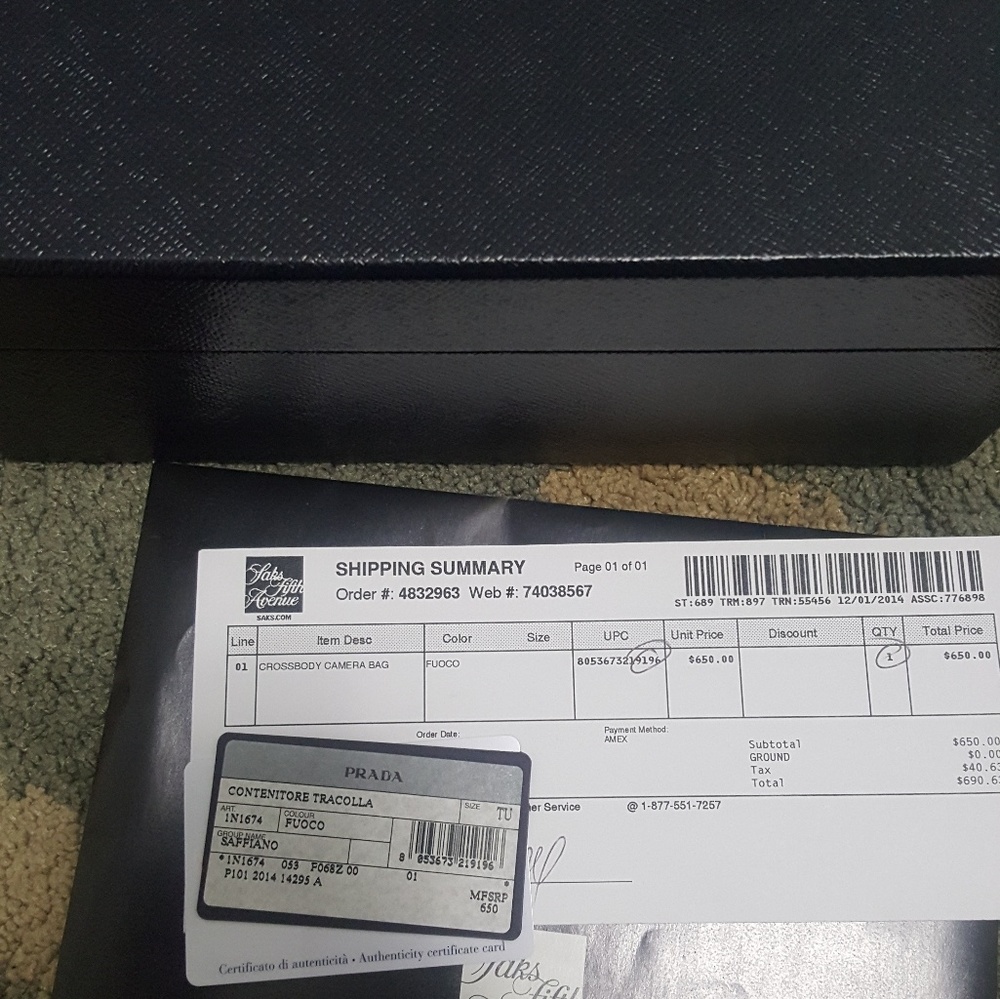 Saks
Fifth
Avenue
SAKS.COM
SHIPPING SUMMARY Page 01 of 01
Order #: 4832963 Web #: 74038567
ST:689 TRM:897 TRN:55456 12/01/2014 ASSC:776898
Line Item Desc Color Size UPC Unit Price Discount QTY Total Price
01 CROSSBODY CAMERA BAG FUOCO 8053673219196 $650.00 1 $650.00
Order Date: Payment Method:
AMEX
Subtotal $650.00
GROUND $0.00
Tax $40.63
Total $690.63
Service @ 1-877-551-7257
PRADA
CONTENITORE TRACOLLA SIZE TU
ART. COLOUR
1N1674 FUOCO
GROUP NAME
SAFFIANO
8 053673 219196
*1N1674 053 F068Z 00 01 *
P101 2014 14295 A
MFSRP
650
Certificato di autenticità • Authenticity certificate card
Saks
Fifth